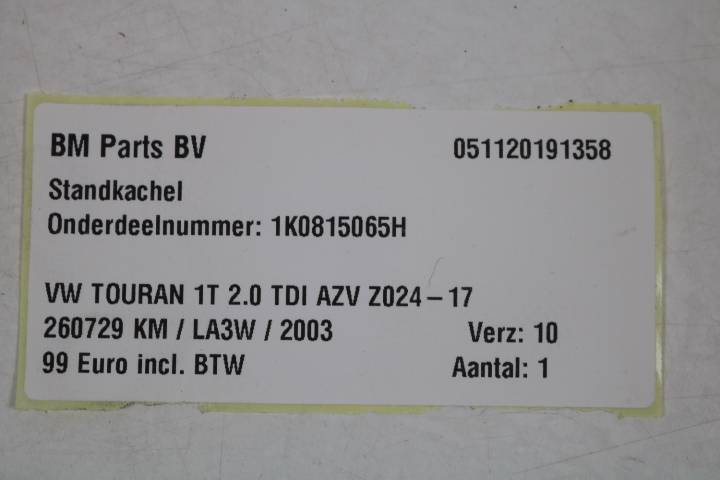 BM Parts BV 051120191358
Standkachel
Onderdeelnummer: 1K0815065H
VW TOURAN 1T 2.0 TDI AZV Z024-17
260729 KM / LA3W / 2003 Verz: 10
99 Euro incl. BTW Aantal: 1